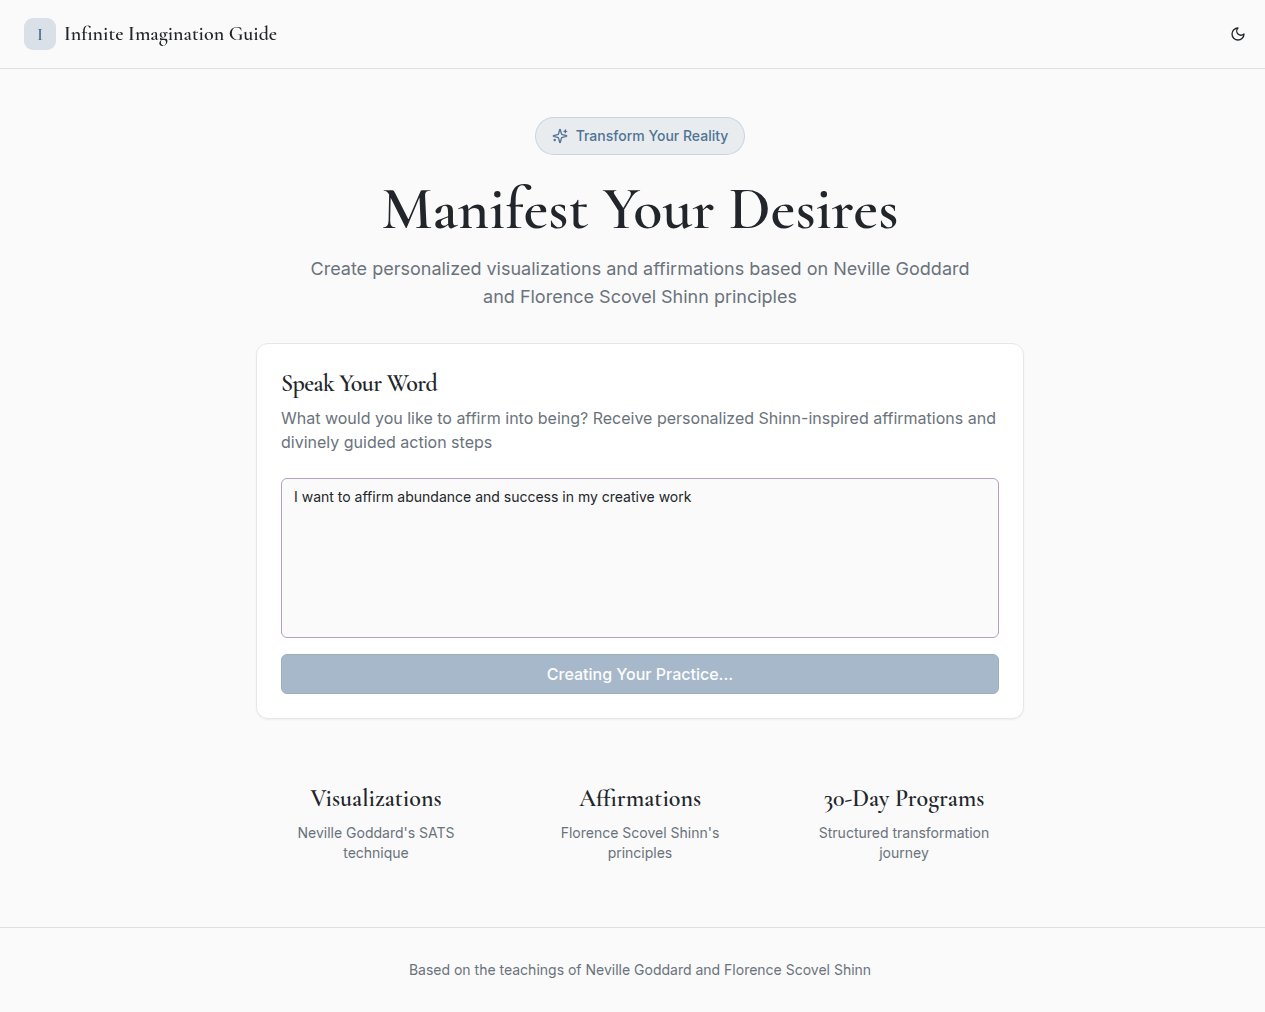 I
Infinite Imagination Guide
Transform Your Reality
Manifest Your Desires
Create personalized visualizations and affirmations based on Neville Goddard
and Florence Scovel Shinn principles
Speak Your Word
What would you like to affirm into being? Receive personalized Shinn-inspired affirmations and
divinely guided action steps
I want to affirm abundance and success in my creative work
Creating Your Practice...
Visualizations
Neville Goddard's SATS
technique
Affirmations
Florence Scovel Shinn's
principles
30-Day Programs
Structured transformation
journey
Based on the teachings of Neville Goddard and Florence Scovel Shinn